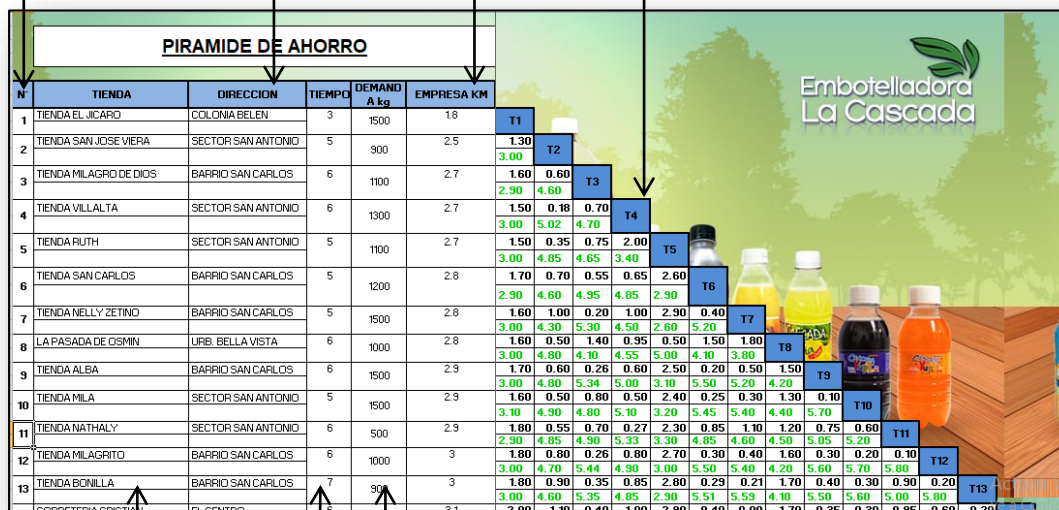 PIRAMIDE DE AHORRO
Embotelladora
La Cascada
N° TIENDA DIRECCION TIEMPO DEMANDA kg EMPRESA KM
1 TIENDA EL JICARO COLONIA BELEN 3 1500 1.8 T1
2 TIENDA SAN JOSE VIERA SECTOR SAN ANTONIO 5 900 2.5 1.30 T2
3.00
3 TIENDA MILAGRO DE DIOS BARRIO SAN CARLOS 6 1100 2.7 1.60 0.60 T3
2.90 4.60
4 TIENDA VILLALTA SECTOR SAN ANTONIO 6 1300 2.7 1.50 0.18 0.70 T4
3.00 5.02 4.70
5 TIENDA RUTH SECTOR SAN ANTONIO 5 1100 2.7 1.50 0.35 0.75 2.00 T5
3.00 4.85 4.65 3.40
6 TIENDA SAN CARLOS BARRIO SAN CARLOS 5 1200 2.8 1.70 0.70 0.55 0.65 2.60 T6
2.90 4.60 4.95 4.85 2.90
7 TIENDA NELLY ZETINO BARRIO SAN CARLOS 5 1500 2.8 1.60 1.00 0.20 1.00 2.90 0.40 T7
3.00 4.30 5.30 4.50 2.60 5.20
8 LA PASADA DE OSMIN URB. BELLA VISTA 6 1000 2.8 1.60 0.50 1.40 0.95 0.50 1.50 1.80 T8
3.00 4.80 4.10 4.55 5.00 4.10 3.80
9 TIENDA ALBA BARRIO SAN CARLOS 6 1500 2.9 1.70 0.60 0.26 0.60 2.50 0.20 0.50 1.50 T9
3.00 4.80 5.34 5.00 3.10 5.50 5.20 4.20
10 TIENDA MILA SECTOR SAN ANTONIO 5 1500 2.9 1.60 0.50 0.80 0.50 2.40 0.25 0.30 1.30 0.10 T10
3.10 4.90 4.80 5.10 3.20 5.45 5.40 4.40 5.70
11 TIENDA NATHALY SECTOR SAN ANTONIO 6 500 2.9 1.80 0.55 0.70 0.27 2.30 0.85 1.10 1.20 0.75 0.60 T11
2.90 4.85 4.90 5.33 3.30 4.85 4.60 4.50 5.05 5.20
12 TIENDA MILAGRITO BARRIO SAN CARLOS 6 1000 3 1.80 0.80 0.26 0.80 2.70 0.30 0.40 1.60 0.30 0.20 0.10 T12
3.00 4.70 5.44 4.90 3.00 5.50 5.40 4.20 5.60 5.70 5.80
13 TIENDA BONILLA BARRIO SAN CARLOS 7 900 3 1.80 0.90 0.35 0.85 2.80 0.29 0.21 1.70 0.40 0.30 0.90 0.20 T13
3.00 4.60 5.35 4.85 2.90 5.51 5.59 4.10 5.50 5.60 5.00 5.80